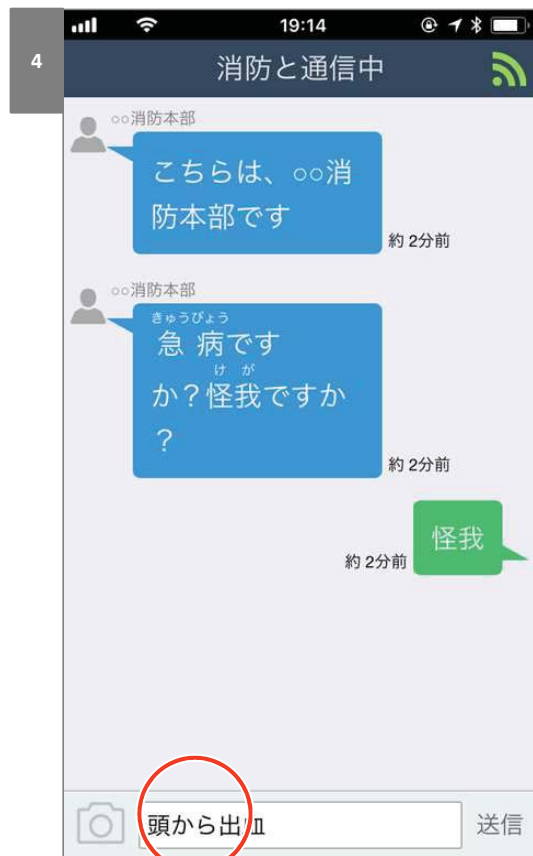 4
19:14
消防と通信中
○○消防本部
こちらは、○○消
防本部です
約 2分前
○○消防本部
きゅうびょう
急 病です
けが
か？怪我ですか
？
約 2分前
怪我
約 2分前
頭から出血
送信